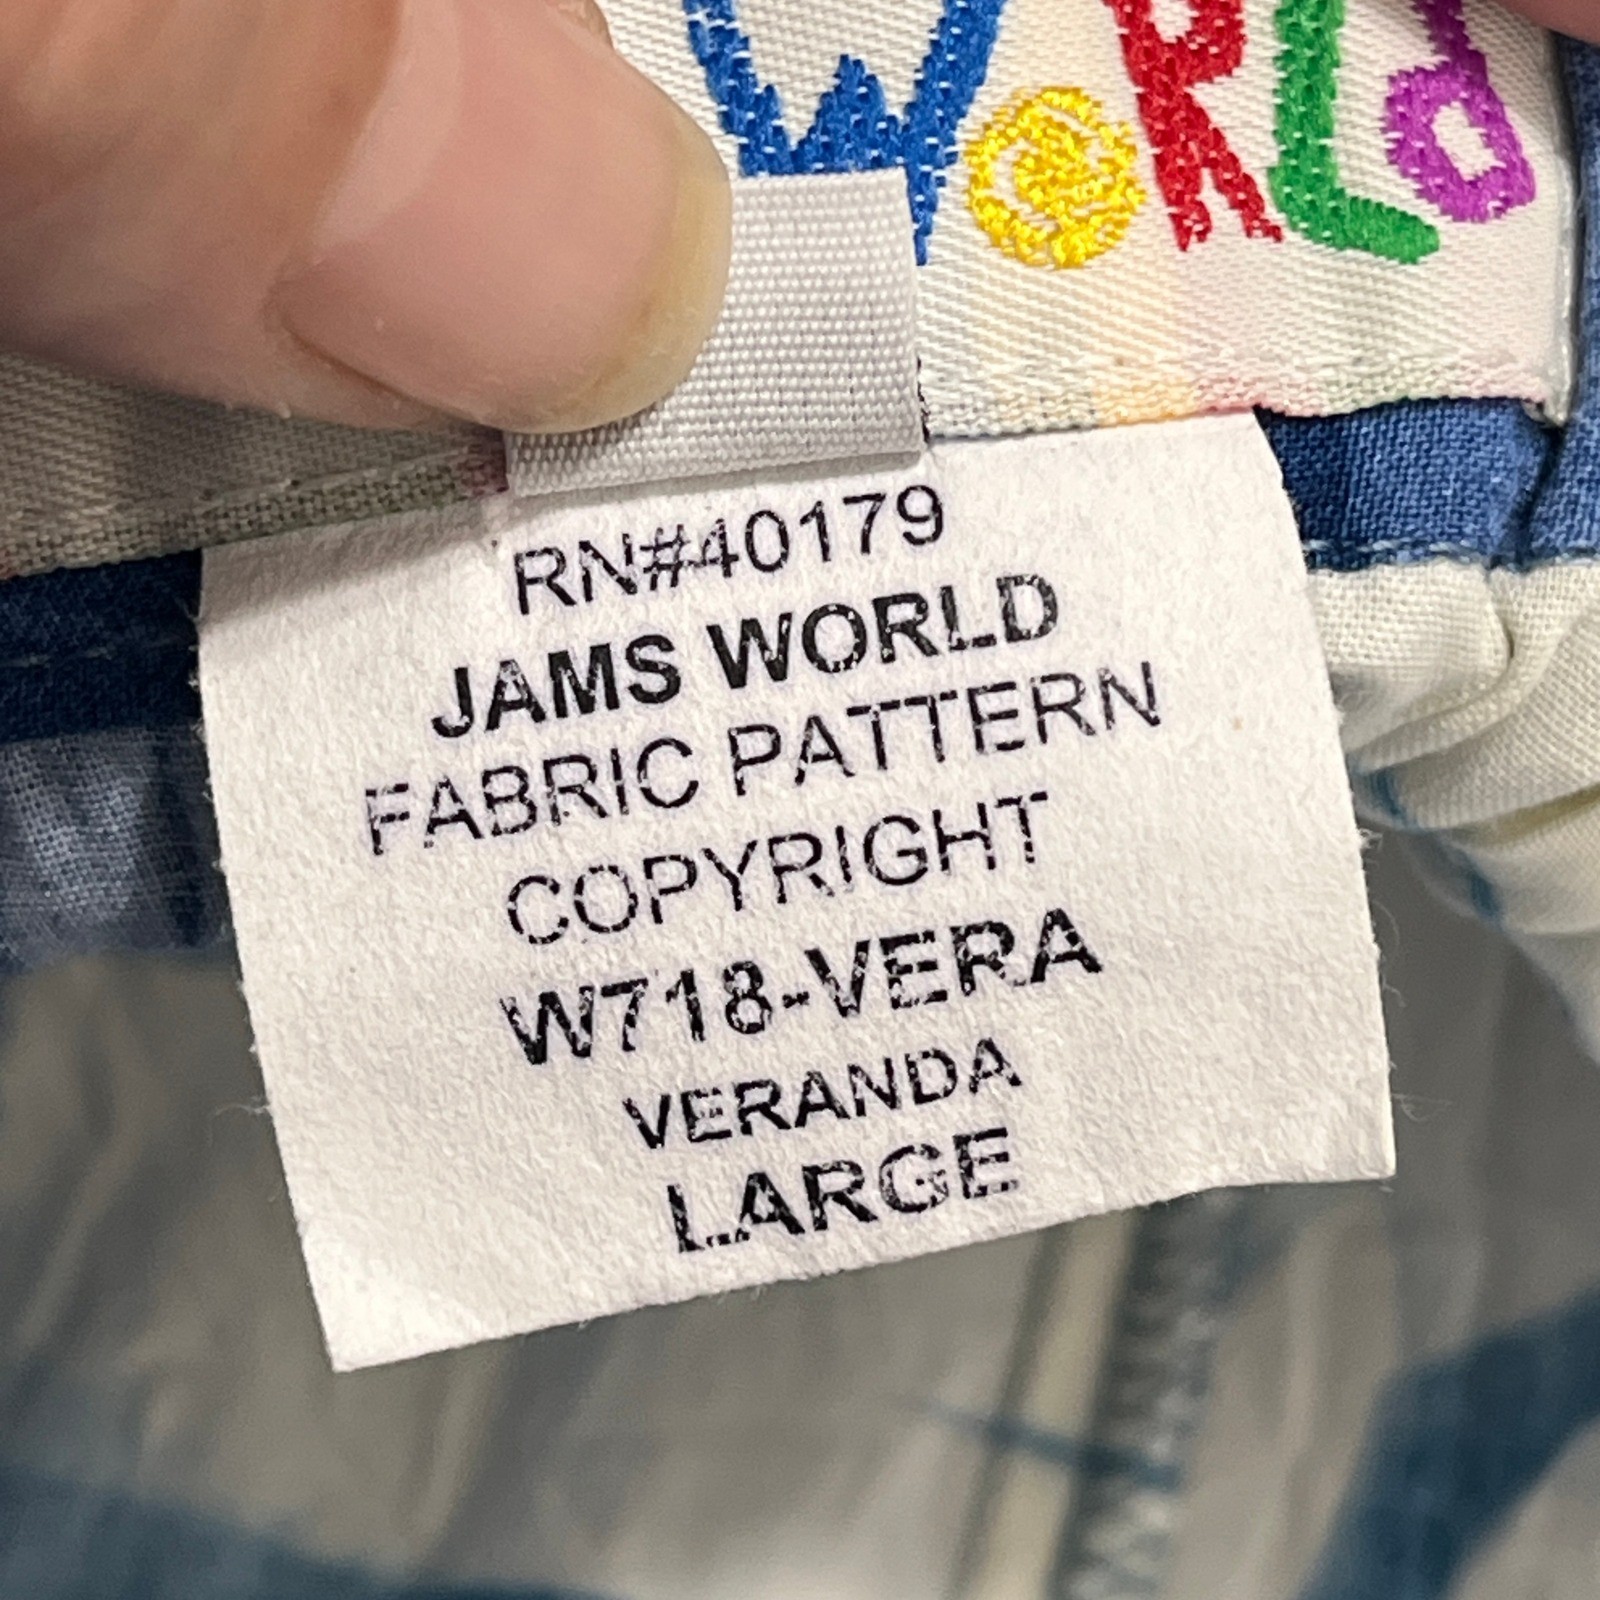 WORLd
RN#40179
JAMS WORLD
FABRIC PATTERN
COPYRIGHT
W718-VERA
VERANDA
LARGE